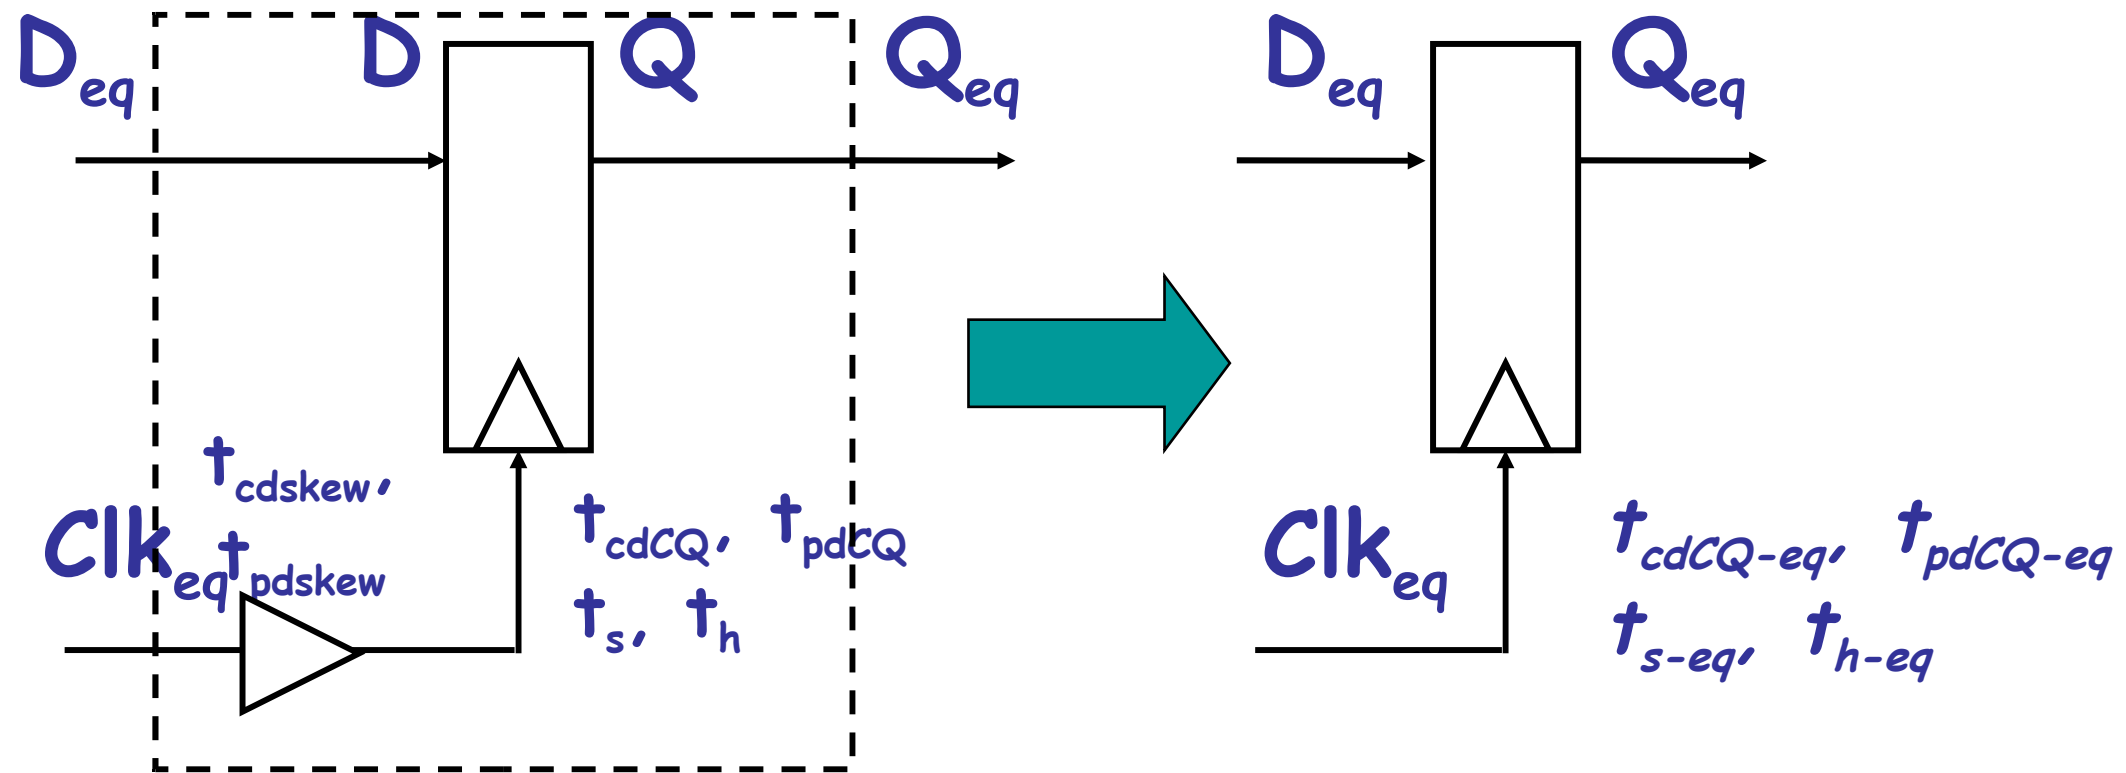 D_eq D Q Q_eq D_eq Q_eq
t_cdskew,
t_pdskew
Clk_eq
t_cdCQ, t_pdCQ
t_s, t_h
Clk_eq
t_cdCQ-eq, t_pdCQ-eq
t_s-eq, t_h-eq